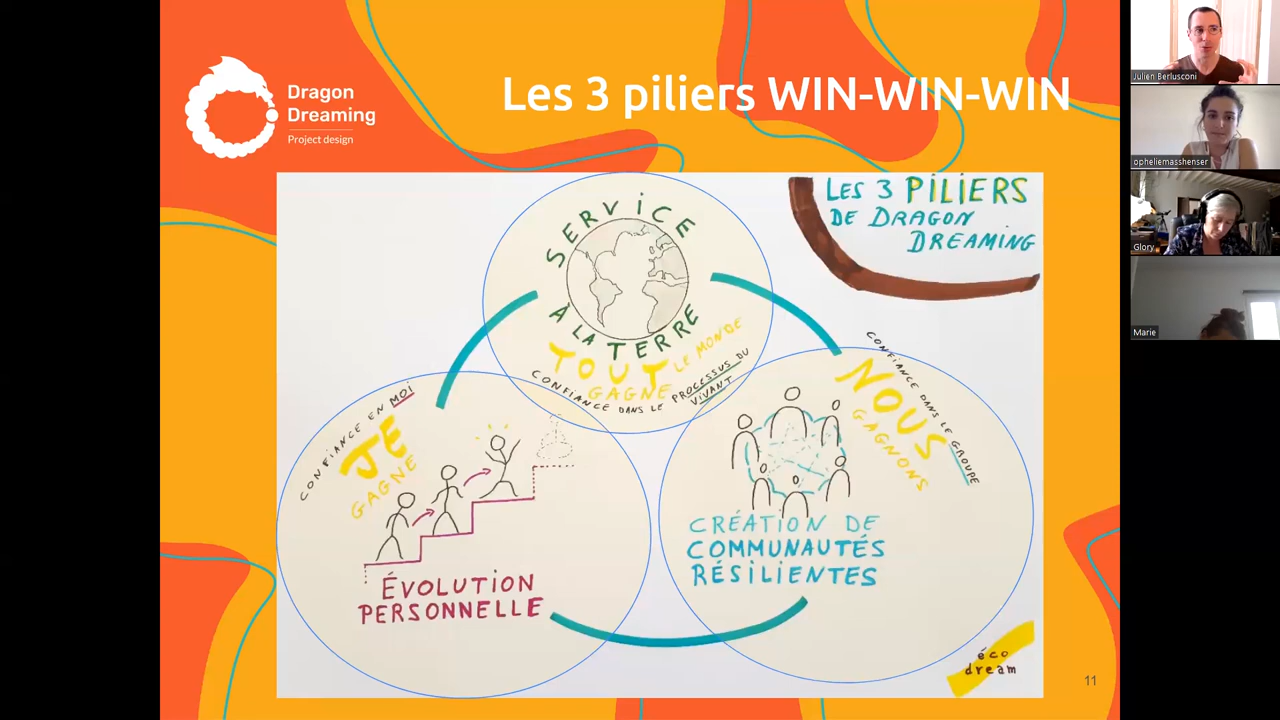 Dragon
Dreaming
Project design
Les 3 piliers WIN-WIN-WIN
LES 3 PILIERS
DE DRAGON
DREAMING
SERVICE
À LA TERRE
TOUT LE MONDE
GAGNE
CONFIANCE DANS LE PROCESSUS DU
VIVANT
CONFIANCE EN MOI
JE
GAGNE
ÉVOLUTION
PERSONNELLE
CONFIANCE DANS LE GROUPE
NOUS
GAGNONS
CRÉATION DE
COMMUNAUTÉS
RÉSILIENTES
éco
dream
11
Julien Berlusconi
opheliemasshenser
Glory
Marie